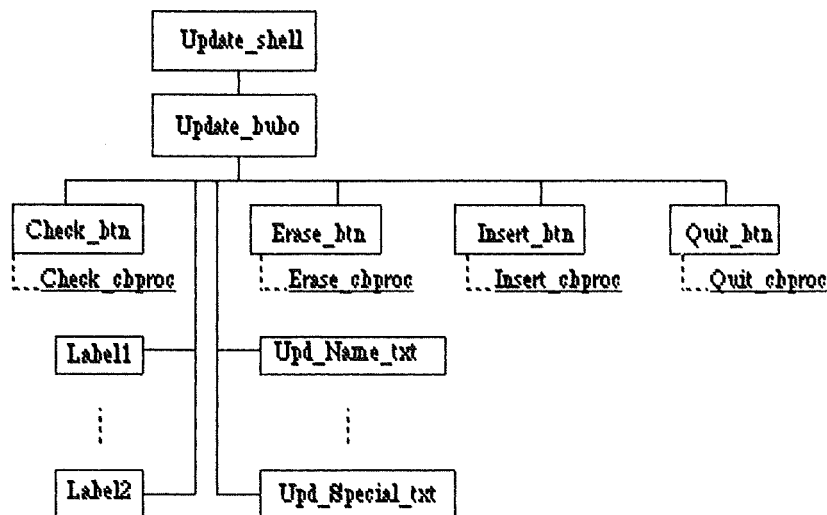 Update_shell
Update_bubo
Check_btn Erase_btn Insert_btn Quit_btn
Check_cbproc Erase_cbproc Insert_cbproc Quit_cbproc
Label1 Upd_Name_txt
Label2 Upd_Special_txt